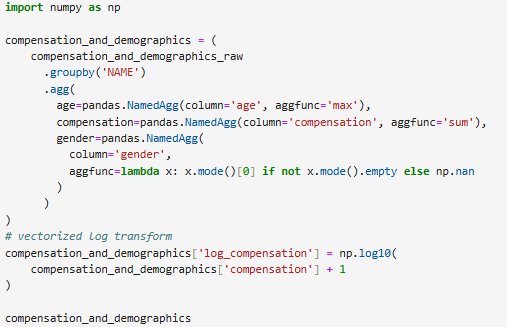 import numpy as np

compensation_and_demographics = (
    compensation_and_demographics_raw
      .groupby('NAME')
      .agg(
        age=pandas.NamedAgg(column='age', aggfunc='max'),
        compensation=pandas.NamedAgg(column='compensation', aggfunc='sum'),
        gender=pandas.NamedAgg(
          column='gender',
          aggfunc=lambda x: x.mode()[0] if not x.mode().empty else np.nan
        )
      )
)
# vectorized log transform
compensation_and_demographics['log_compensation'] = np.log10(
    compensation_and_demographics['compensation'] + 1
)

compensation_and_demographics